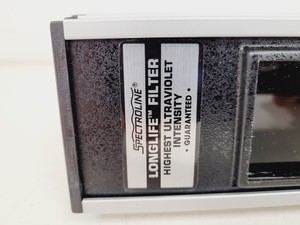 SPECTROLINE®
LONGLIFE™ FILTER
HIGHEST ULTRAVIOLET
INTENSITY
• GUARANTEED •